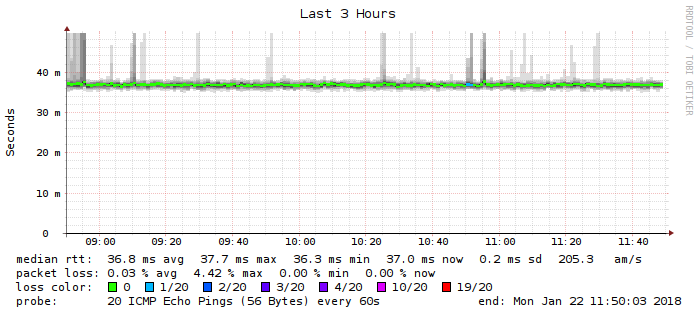 Last 3 Hours
RRDTOOL / TOBI OETIKER
Seconds
40 m
30 m
20 m
10 m
0
09:00 09:20 09:40 10:00 10:20 10:40 11:00 11:20 11:40
median rtt: 36.8 ms avg 37.7 ms max 36.3 ms min 37.0 ms now 0.2 ms sd 205.3 am/s
packet loss: 0.03 % avg 4.42 % max 0.00 % min 0.00 % now
loss color: 0 1/20 2/20 3/20 4/20 10/20 19/20
probe: 20 ICMP Echo Pings (56 Bytes) every 60s end: Mon Jan 22 11:50:03 2018